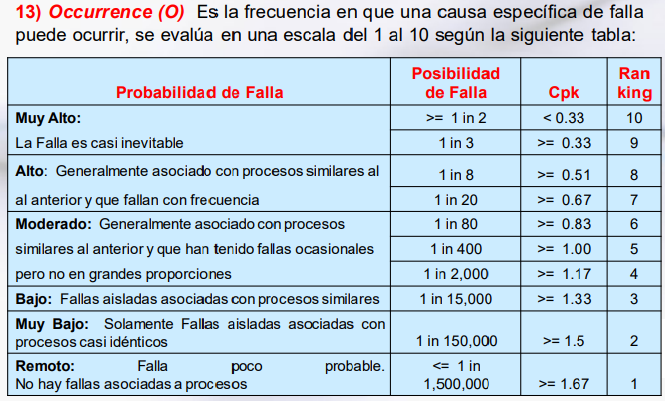 13) Occurrence (O) Es la frecuencia en que una causa específica de falla
puede ocurrir, se evalúa en una escala del 1 al 10 según la siguiente tabla:
Probabilidad de Falla
Posibilidad
de Falla
Cpk
Ran
king
Muy Alto:
>= 1 in 2
< 0.33
10
La Falla es casi inevitable
1 in 3
>= 0.33
9
Alto: Generalmente asociado con procesos similares al
1 in 8
>= 0.51
8
al anterior y que fallan con frecuencia
1 in 20
>= 0.67
7
Moderado: Generalmente asociado con procesos
1 in 80
>= 0.83
6
similares al anterior y que han tenido fallas ocasionales
1 in 400
>= 1.00
5
pero no en grandes proporciones
1 in 2,000
>= 1.17
4
Bajo: Fallas aisladas asociadas con procesos similares
1 in 15,000
>= 1.33
3
Muy Bajo: Solamente Fallas aisladas asociadas con
procesos casi idénticos
1 in 150,000
>= 1.5
2
Remoto: Falla poco probable.
No hay fallas asociadas a procesos
<= 1 in
1,500,000
>= 1.67
1